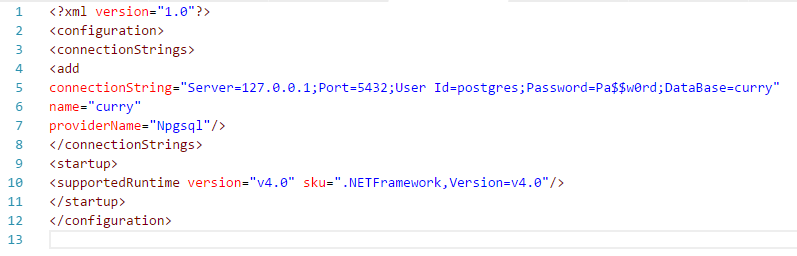 1 <?xml version="1.0"?>
2 <configuration>
3 <connectionStrings>
4 <add
5 connectionString="Server=127.0.0.1;Port=5432;User Id=postgres;Password=Pa$$w0rd;DataBase=curry"
6 name="curry"
7 providerName="Npgsql"/>
8 </connectionStrings>
9 <startup>
10 <supportedRuntime version="v4.0" sku=".NETFramework,Version=v4.0"/>
11 </startup>
12 </configuration>
13